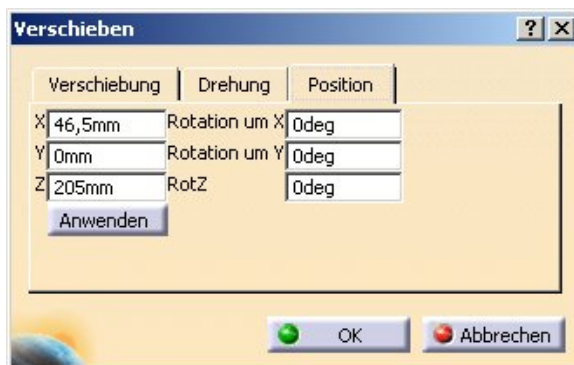 Verschieben
Verschiebung Drehung Position
X 46,5mm Rotation um X 0deg
Y 0mm Rotation um Y 0deg
Z 205mm RotZ 0deg
Anwenden
OK Abbrechen